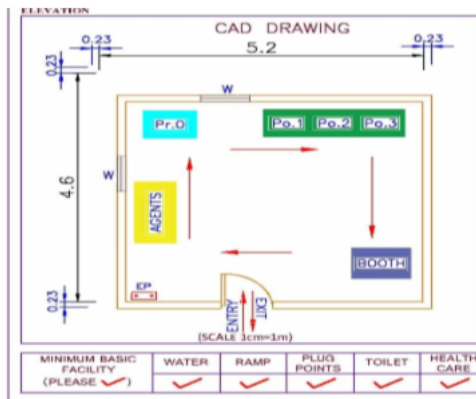 ELEVATION
CAD DRAWING
0.23
5.2
0.23
0.23
W
Pr.O
Po.1
Po.2
Po.3
W
4.6
AGENTS
BOOTH
0.23
ENTRY
EXIT
(SCALE 1cm=1m)
MINIMUM BASIC FACILITY (PLEASE ✓)
WATER
RAMP
PLUG POINTS
TOILET
HEALTH CARE
✓ ✓ ✓ ✓ ✓